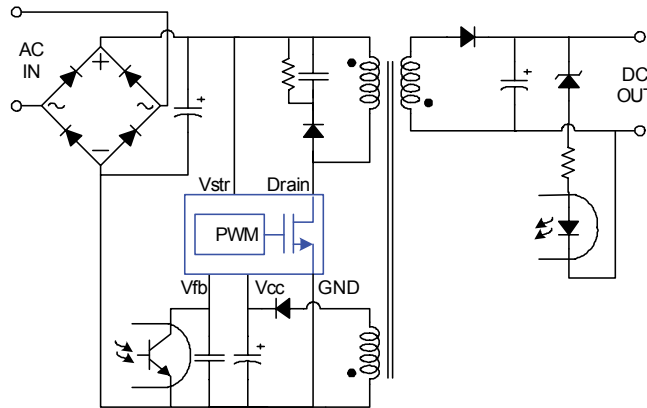 AC
IN
DC
OUT
Vstr
Drain
PWM
Vfb
Vcc
GND